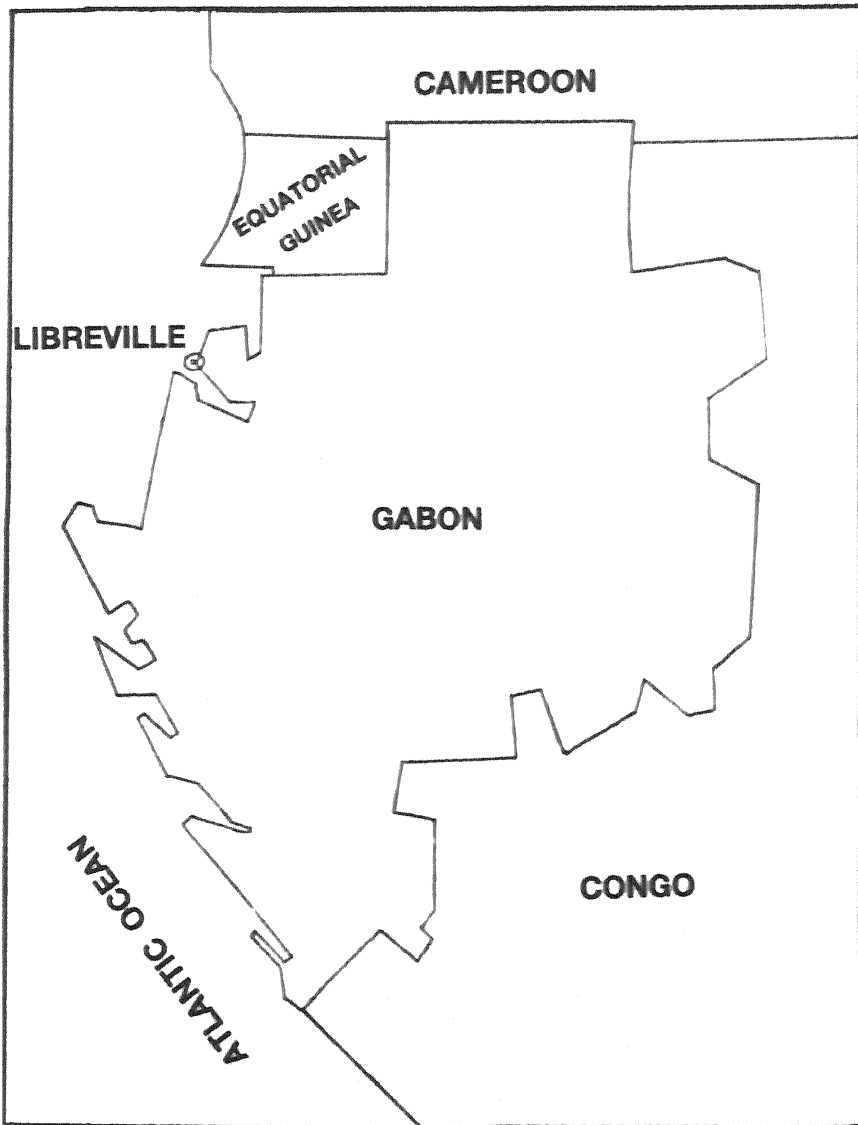 CAMEROON
EQUATORIAL
GUINEA
LIBREVILLE
GABON
CONGO
ATLANTIC OCEAN